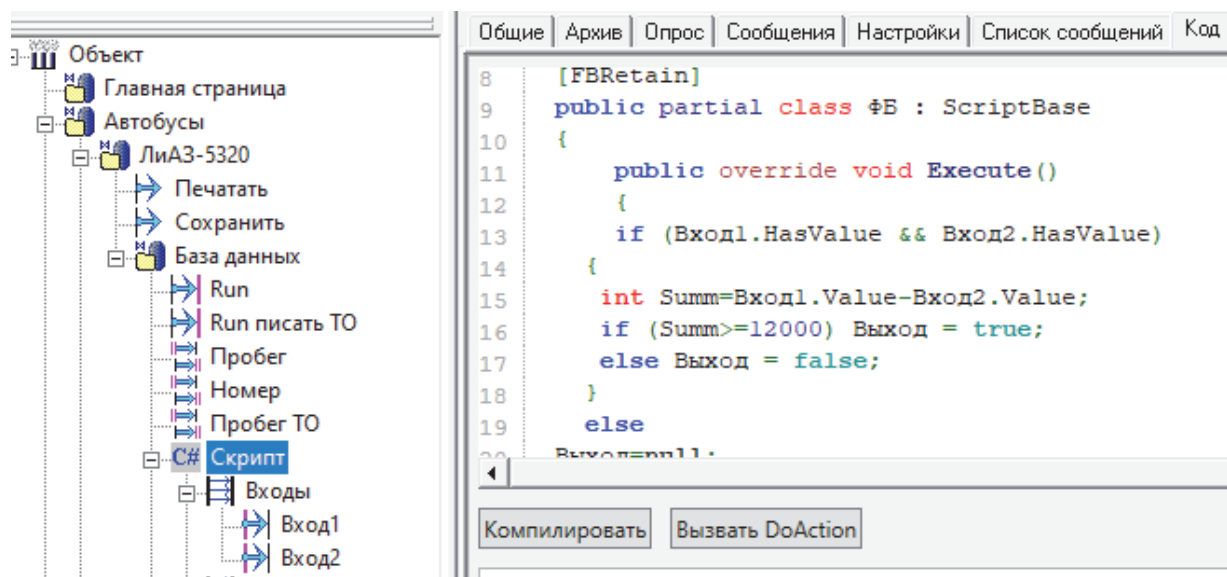 Объект
Главная страница
Автобусы
ЛиАЗ-5320
Печатать
Сохранить
База данных
Run
Run писать ТО
Пробег
Номер
Пробег ТО
C# Скрипт
Входы
Вход1
Вход2
Общие Архив Опрос Сообщения Настройки Список сообщений Код
8 [FBRetain]
9 public partial class ФБ : ScriptBase
10 {
11 public override void Execute()
12 {
13 if (Вход1.HasValue && Вход2.HasValue)
14 {
15 int Summ=Вход1.Value-Вход2.Value;
16 if (Summ>=12000) Выход = true;
17 else Выход = false;
18 }
19 else
20 Выход=null;
Компилировать Вызвать DoAction